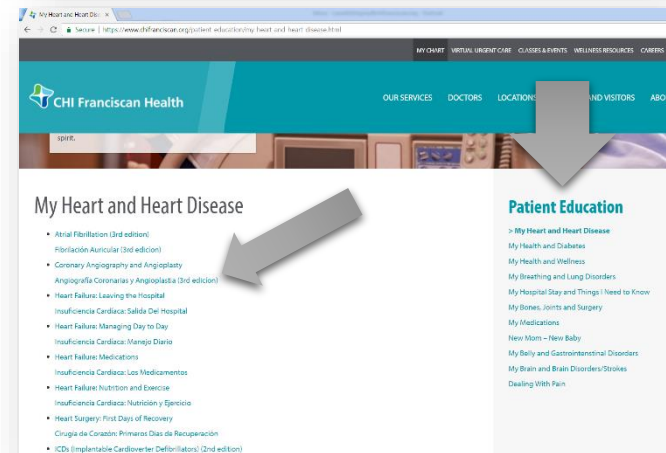 My Heart and Heart Dis
Secure | https://www.chifranciscan.org/patient-education/my-heart-and-heart-disease.html
MY CHART VIRTUAL URGENT CARE CLASSES & EVENTS WELLNESS RESOURCES CAREERS
CHI Franciscan Health
OUR SERVICES DOCTORS LOCATIONS AND VISITORS ABO
spirit.
My Heart and Heart Disease
Atrial Fibrillation (3rd edition)
Fibrilación Auricular (3rd edicion)
Coronary Angiography and Angioplasty
Angiografía Coronarias y Angioplastia (3rd edicion)
Heart Failure: Leaving the Hospital
Insuficiencia Cardiaca: Salida Del Hospital
Heart Failure: Managing Day to Day
Insuficiencia Cardiaca: Manejo Diario
Heart Failure: Medications
Insuficiencia Cardiaca: Los Medicamentos
Heart Failure: Nutrition and Exercise
Insuficiencia Cardiaca: Nutrición y Ejercicio
Heart Surgery: First Days of Recovery
Cirugia de Corazón: Primeros Dias de Recuperación
ICDs (Implantable Cardioverter Defibrillators) (2nd edition)
Patient Education
> My Heart and Heart Disease
My Health and Diabetes
My Health and Wellness
My Breathing and Lung Disorders
My Hospital Stay and Things I Need to Know
My Bones, Joints and Surgery
My Medications
New Mom – New Baby
My Belly and Gastrointenstinal Disorders
My Brain and Brain Disorders/Strokes
Dealing With Pain